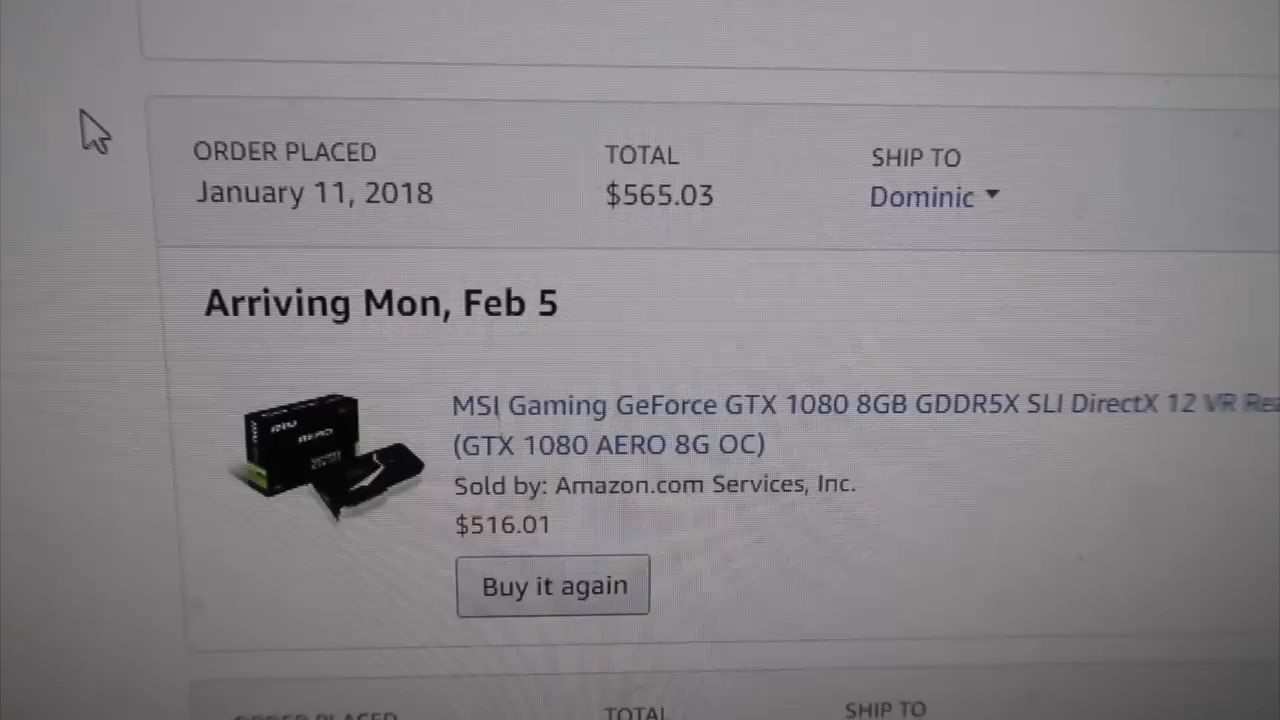 ORDER PLACED TOTAL SHIP TO
January 11, 2018 $565.03 Dominic
Arriving Mon, Feb 5
MSI Gaming GeForce GTX 1080 8GB GDDR5X SLI DirectX 12 VR
(GTX 1080 AERO 8G OC)
Sold by: Amazon.com Services, Inc.
$516.01
Buy it again
ORDER PLACED TOTAL SHIP TO